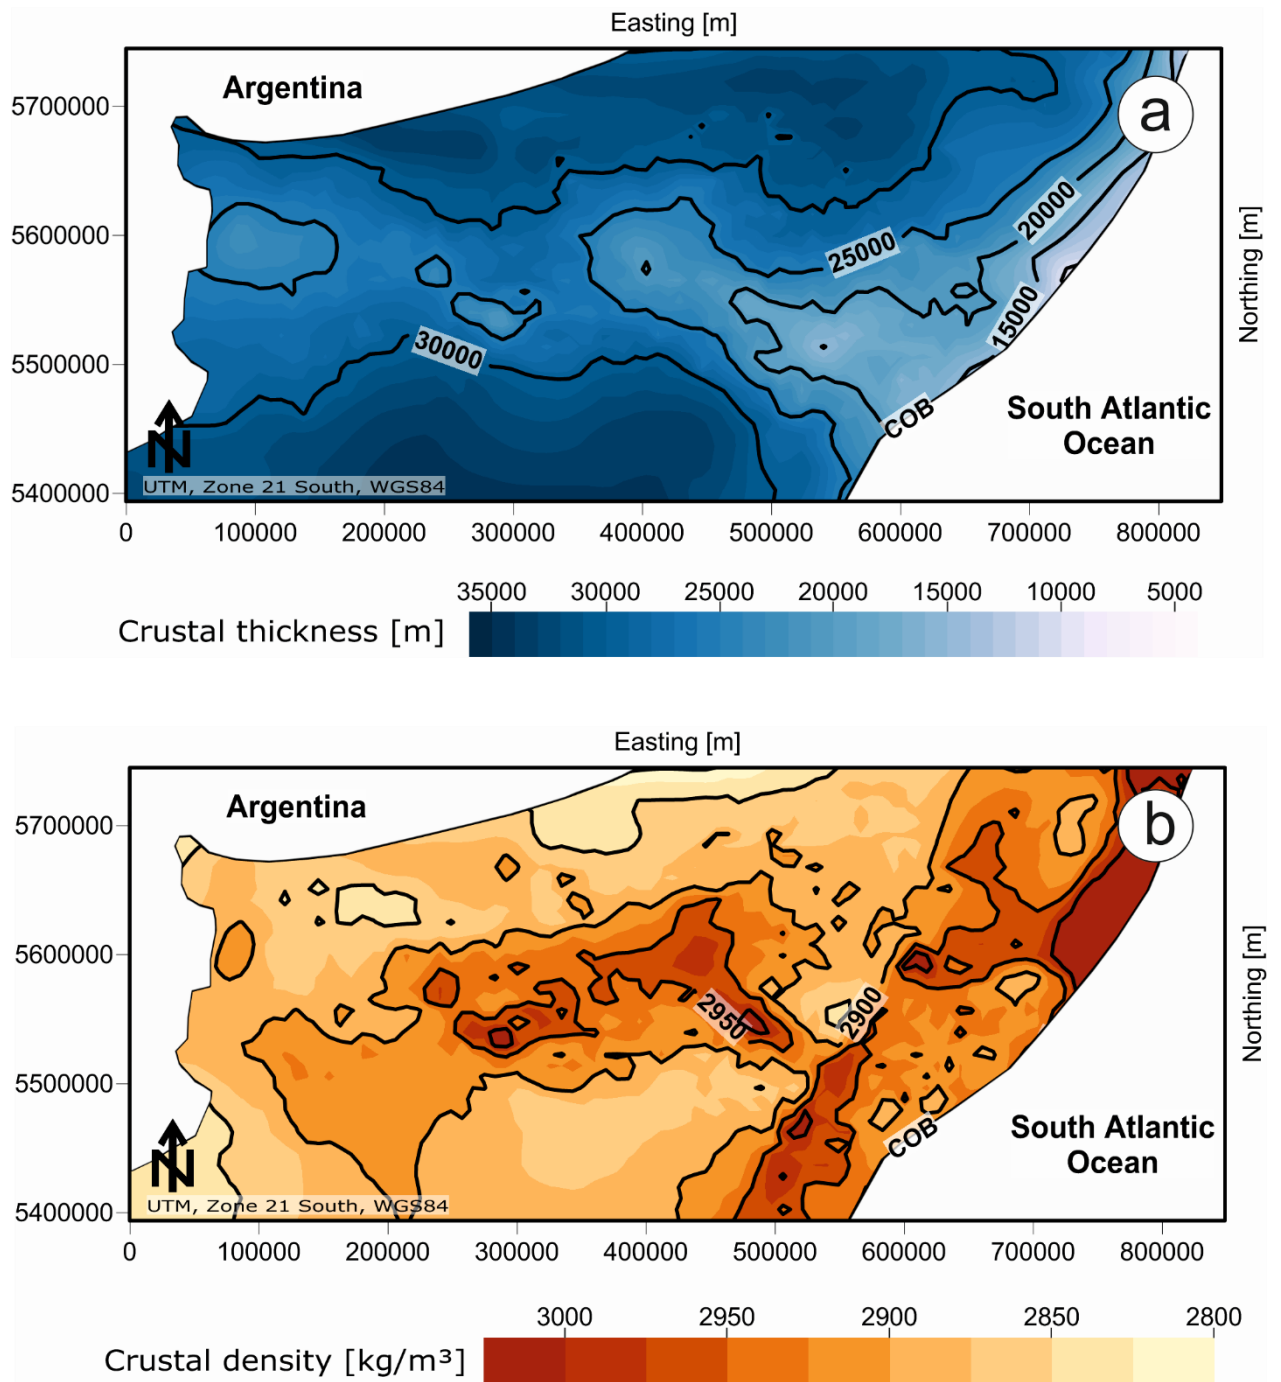 Easting [m]
Argentina
a
5700000
5600000
5500000
5400000
20000
25000
15000
30000
COB
Northing [m]
South Atlantic
Ocean
N
UTM, Zone 21 South, WGS84
0 100000 200000 300000 400000 500000 600000 700000 800000
35000 30000 25000 20000 15000 10000 5000
Crustal thickness [m]
Easting [m]
Argentina
b
5700000
5600000
5500000
5400000
2950
2900
COB
Northing [m]
South Atlantic
Ocean
N
UTM, Zone 21 South, WGS84
0 100000 200000 300000 400000 500000 600000 700000 800000
3000 2950 2900 2850 2800
Crustal density [kg/m³]